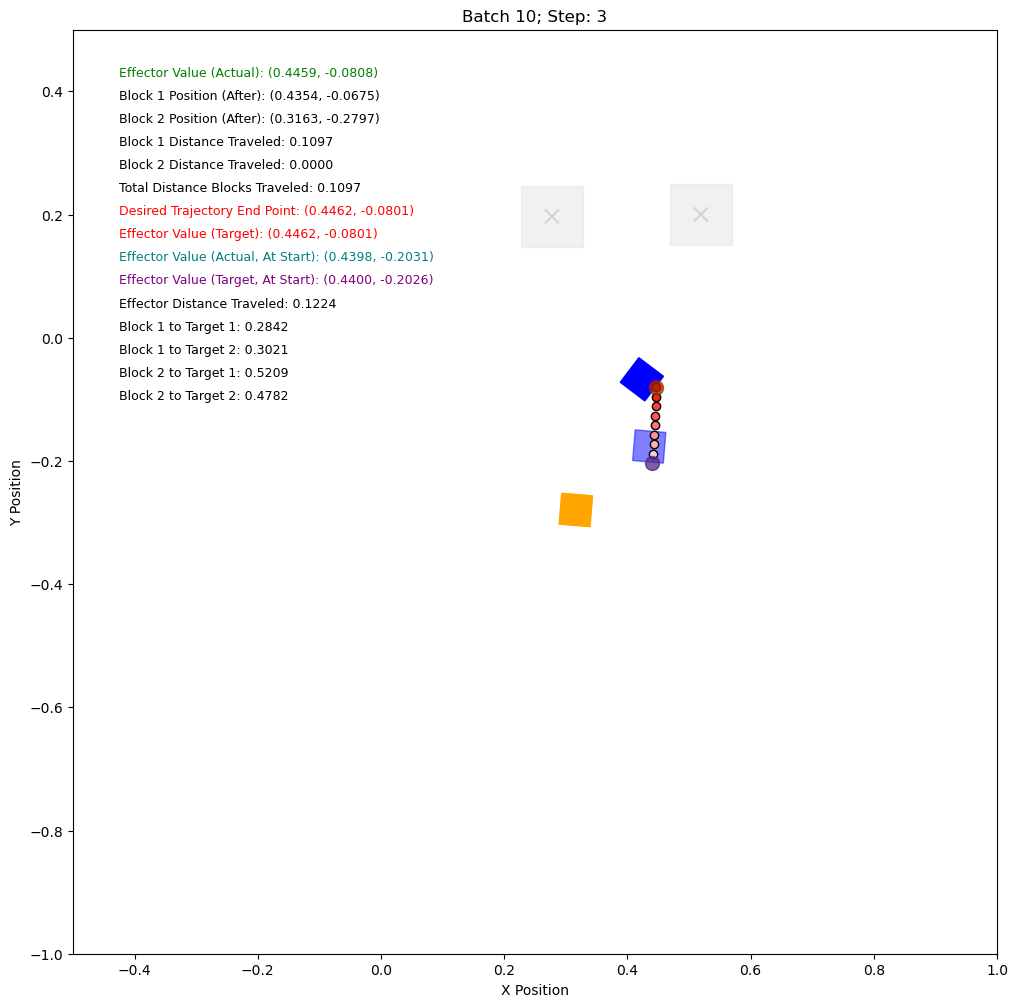 Batch 10; Step: 3
Effector Value (Actual): (0.4459, -0.0808)
Block 1 Position (After): (0.4354, -0.0675)
Block 2 Position (After): (0.3163, -0.2797)
Block 1 Distance Traveled: 0.1097
Block 2 Distance Traveled: 0.0000
Total Distance Blocks Traveled: 0.1097
Desired Trajectory End Point: (0.4462, -0.0801)
Effector Value (Target): (0.4462, -0.0801)
Effector Value (Actual, At Start): (0.4398, -0.2031)
Effector Value (Target, At Start): (0.4400, -0.2026)
Effector Distance Traveled: 0.1224
Block 1 to Target 1: 0.2842
Block 1 to Target 2: 0.3021
Block 2 to Target 1: 0.5209
Block 2 to Target 2: 0.4782
Y Position
0.4
0.2
0.0
−0.2
−0.4
−0.6
−0.8
−1.0
−0.4 −0.2 0.0 0.2 0.4 0.6 0.8 1.0
X Position